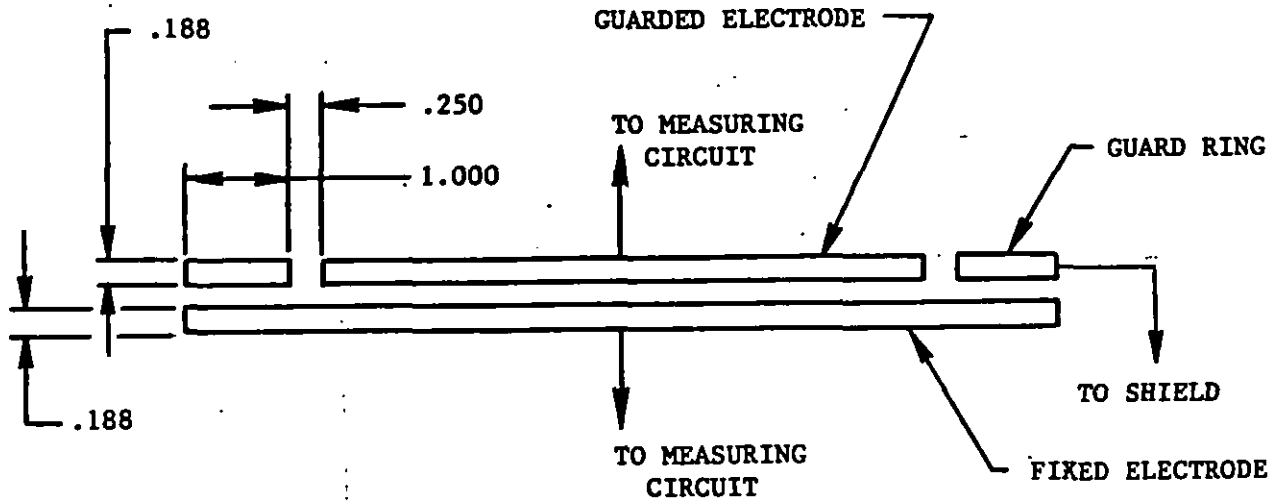 .188
GUARDED ELECTRODE
.250
TO MEASURING
CIRCUIT
GUARD RING
1.000
TO SHIELD
.188
TO MEASURING
CIRCUIT
FIXED ELECTRODE